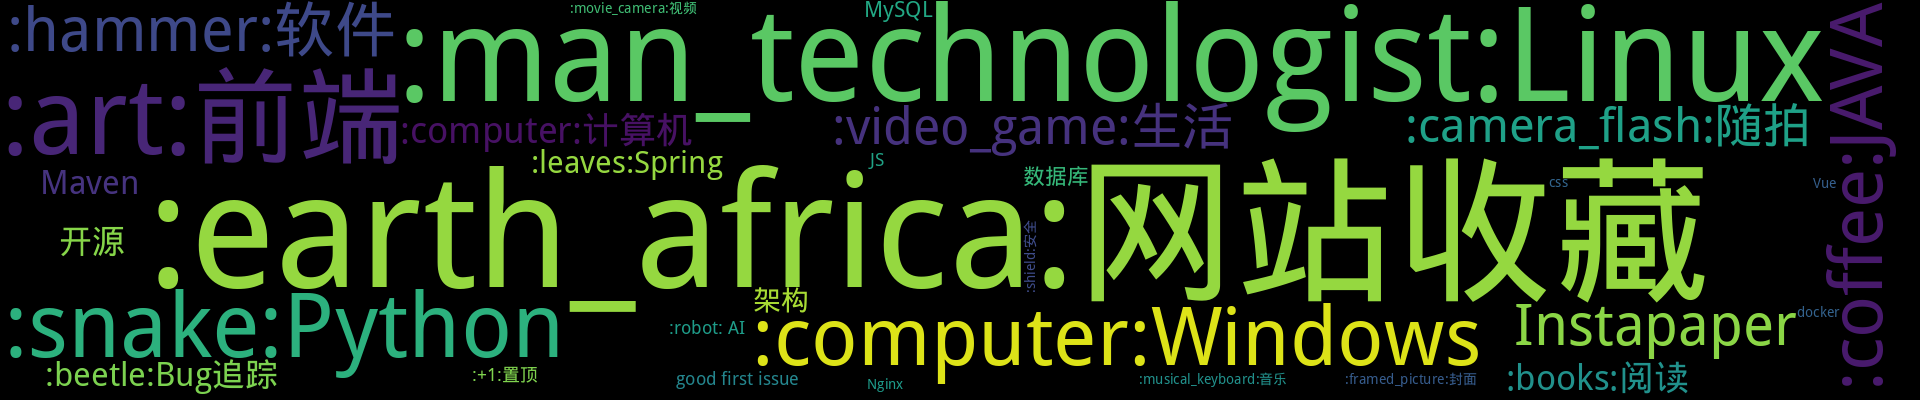 :hammer:软件
:movie_camera:视频
MySQL
:man_technologist:Linux
:art:前端
:computer:计算机
:video_game:生活
:camera_flash:随拍
:coffee:JAVA
:leaves:Spring
JS
Maven
数据库
css
Vue
开源
:earth_africa:网站收藏
:shield:安全
:snake:Python
架构
:robot: AI
:computer:Windows
Instapaper
docker
:beetle:Bug追踪
:+1:置顶
good first issue
Nginx
:musical_keyboard:音乐
:framed_picture:封面
:books:阅读